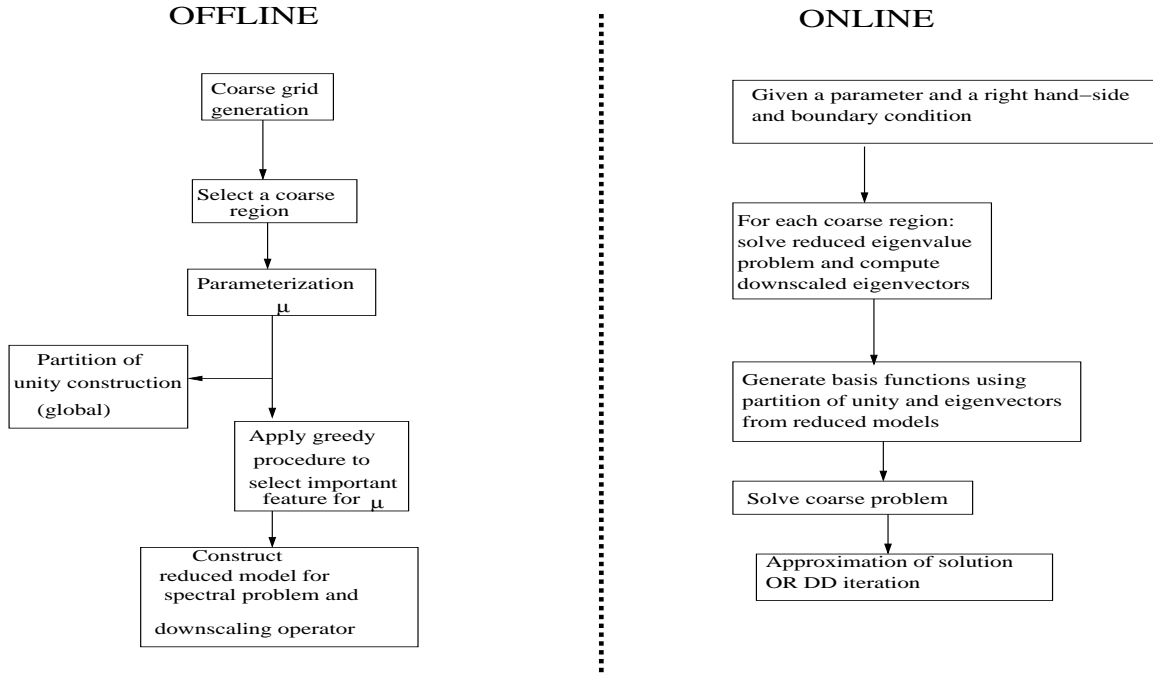 OFFLINE
Coarse grid
generation
Select a coarse
region
Parameterization
μ
Partition of
unity construction
(global)
Apply greedy
procedure to
select important
feature for μ
Construct
reduced model for
spectral problem and
downscaling operator
ONLINE
Given a parameter and a right hand−side
and boundary condition
For each coarse region:
solve reduced eigenvalue
problem and compute
downscaled eigenvectors
Generate basis functions using
partition of unity and eigenvectors
from reduced models
Solve coarse problem
Approximation of solution
OR DD iteration